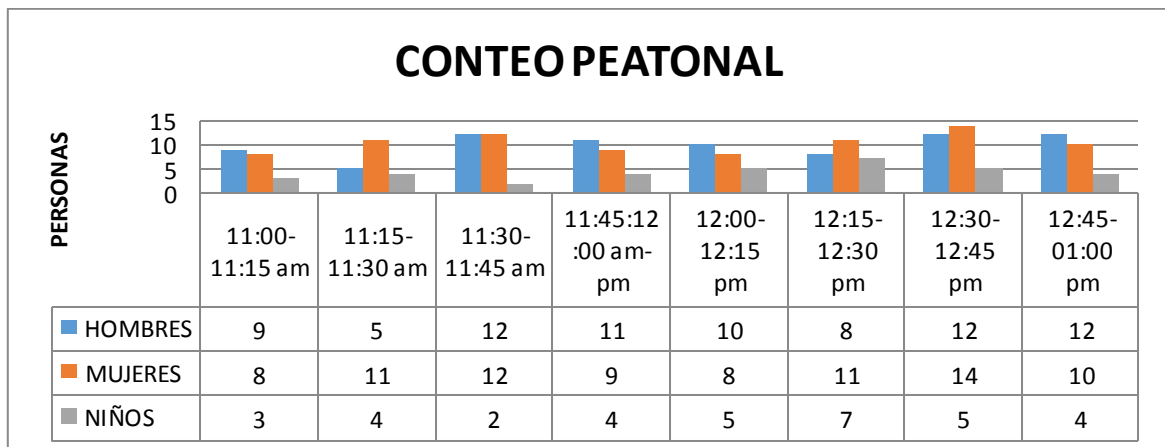 CONTEO PEATONAL
PERSONAS
15
10
5
0
11:00-
11:15 am
11:15-
11:30 am
11:30-
11:45 am
11:45:12
:00 am-
pm
12:00-
12:15
pm
12:15-
12:30
pm
12:30-
12:45
pm
12:45-
01:00
pm
HOMBRES 9 5 12 11 10 8 12 12
MUJERES 8 11 12 9 8 11 14 10
NIÑOS 3 4 2 4 5 7 5 4